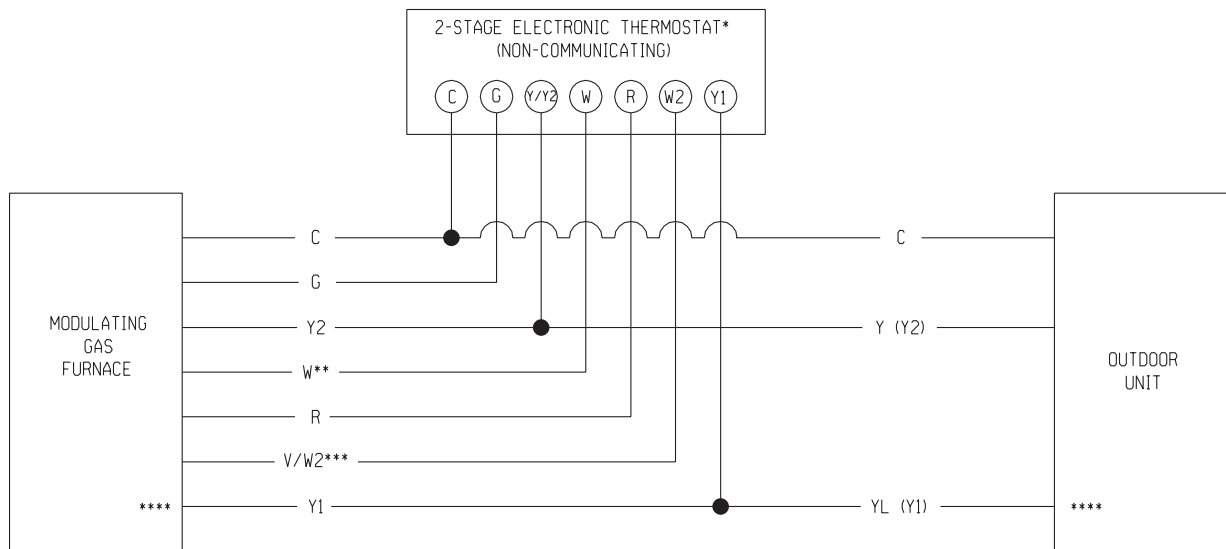 2-STAGE ELECTRONIC THERMOSTAT*
(NON-COMMUNICATING)
C G Y/Y2 W R W2 Y1
C C
G
Y2 Y (Y2)
MODULATING
GAS
FURNACE
OUTDOOR
UNIT
W**
R
V/W2***
**** Y1 YL (Y1) ****